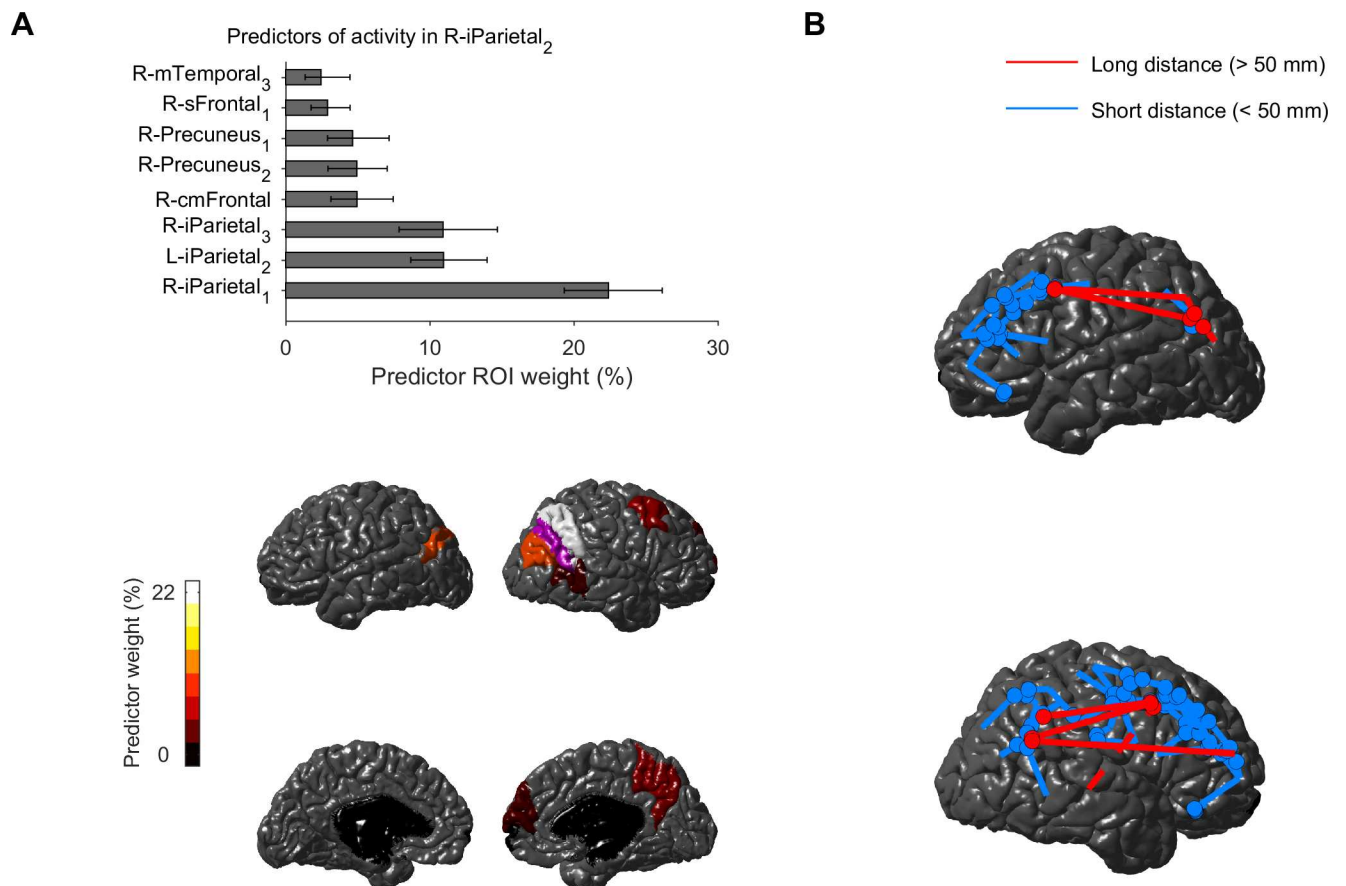 A
Predictors of activity in R-iParietal2
R-mTemporal3
R-sFrontal1
R-Precuneus1
R-Precuneus2
R-cmFrontal
R-iParietal3
L-iParietal2
R-iParietal1
0 10 20 30
Predictor ROI weight (%)
Predictor weight (%)
22
0
B
Long distance (> 50 mm)
Short distance (< 50 mm)